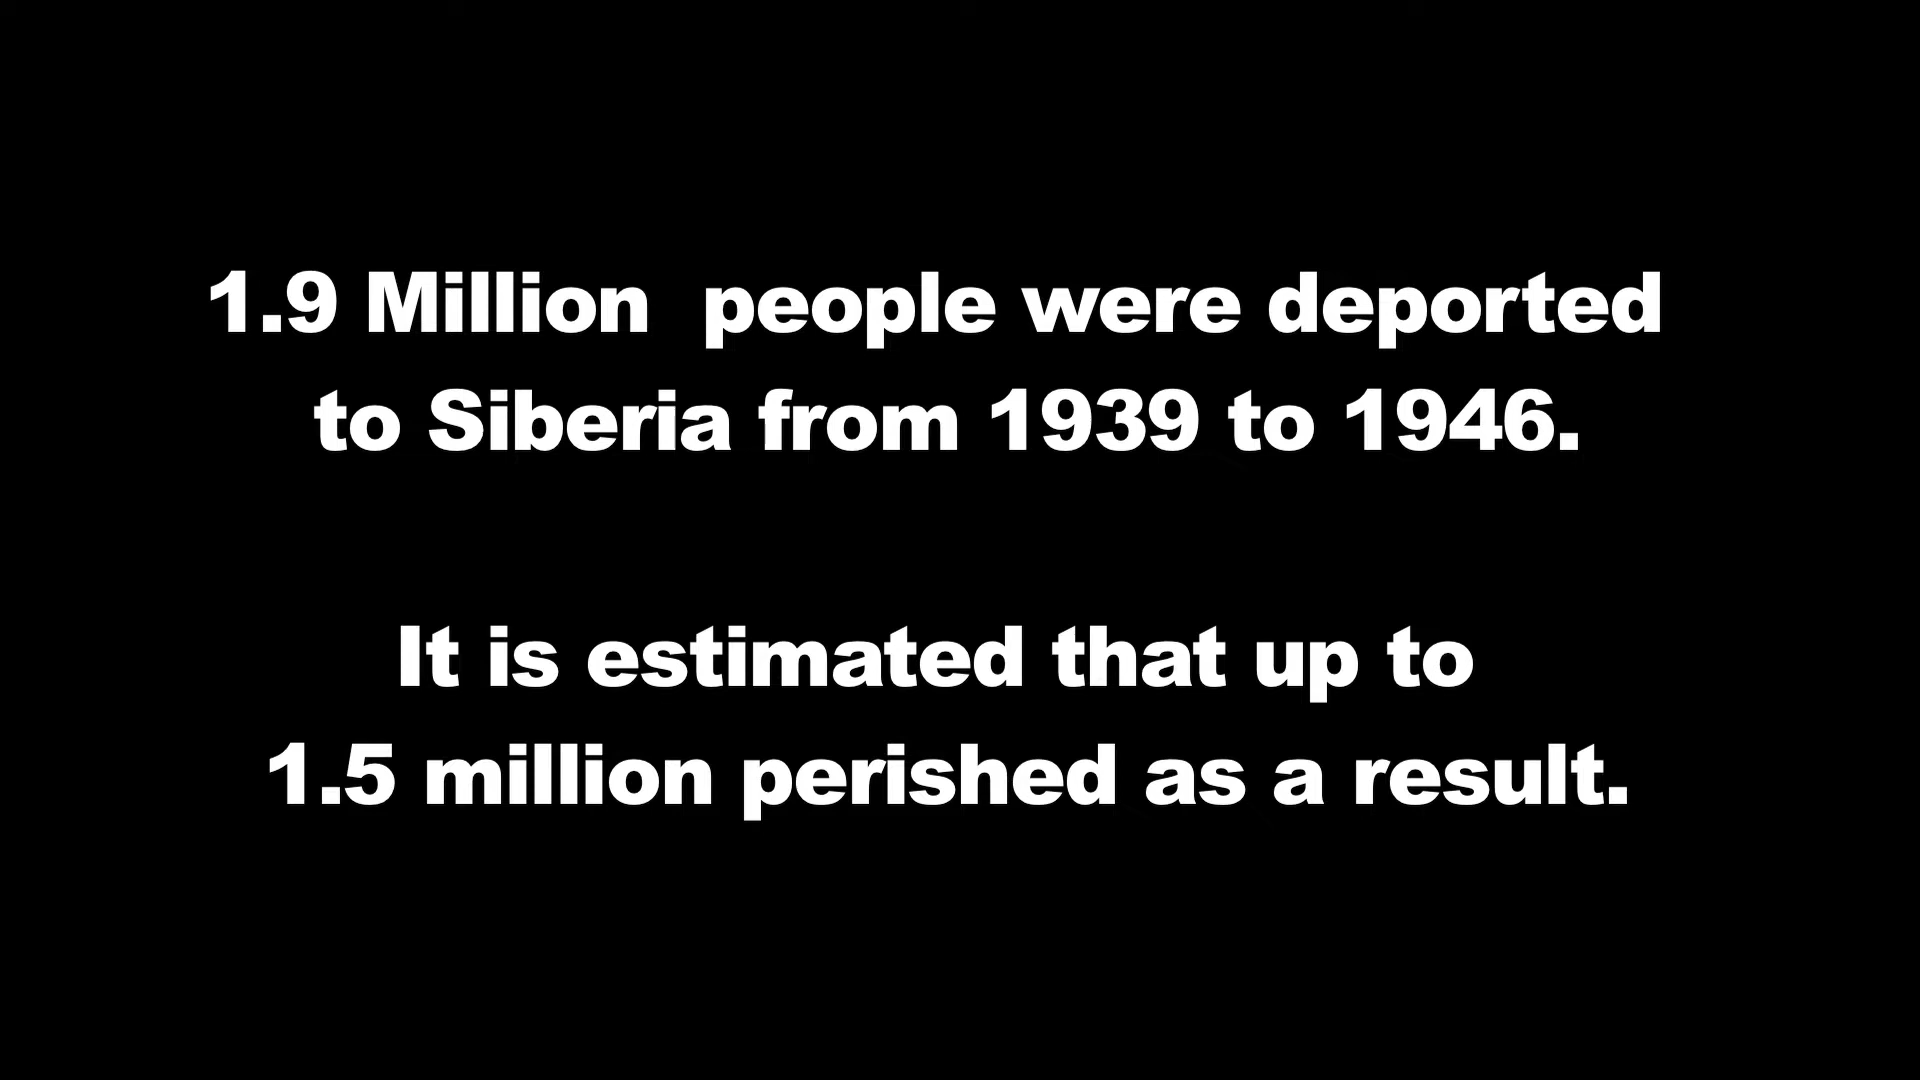 1.9 Million  people were deported
to Siberia from 1939 to 1946.
It is estimated that up to
1.5 million perished as a result.